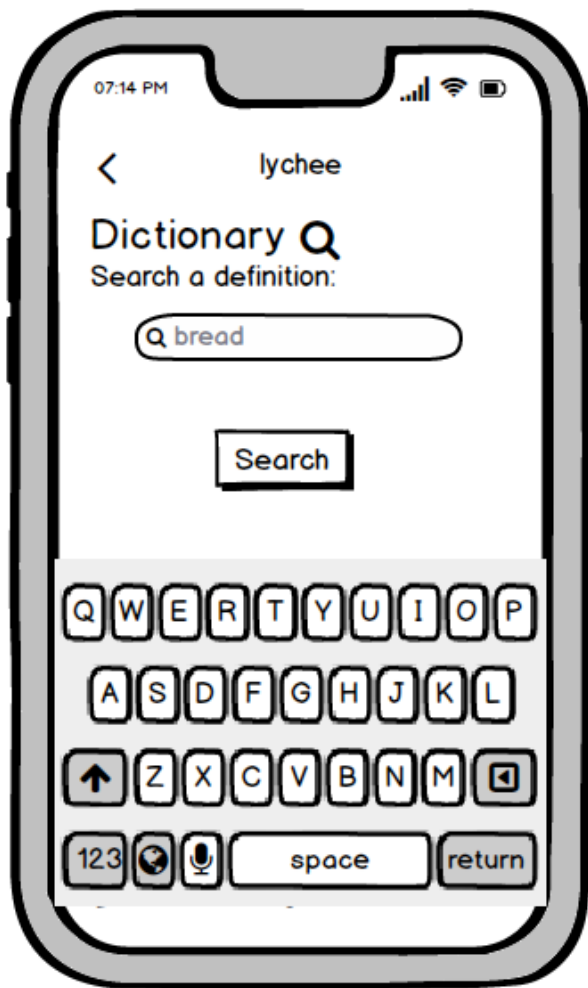 07:14 PM
lychee
Dictionary
Search a definition:
bread
Search
Q W E R T Y U I O P
A S D F G H J K L
Z X C V B N M
123 space return